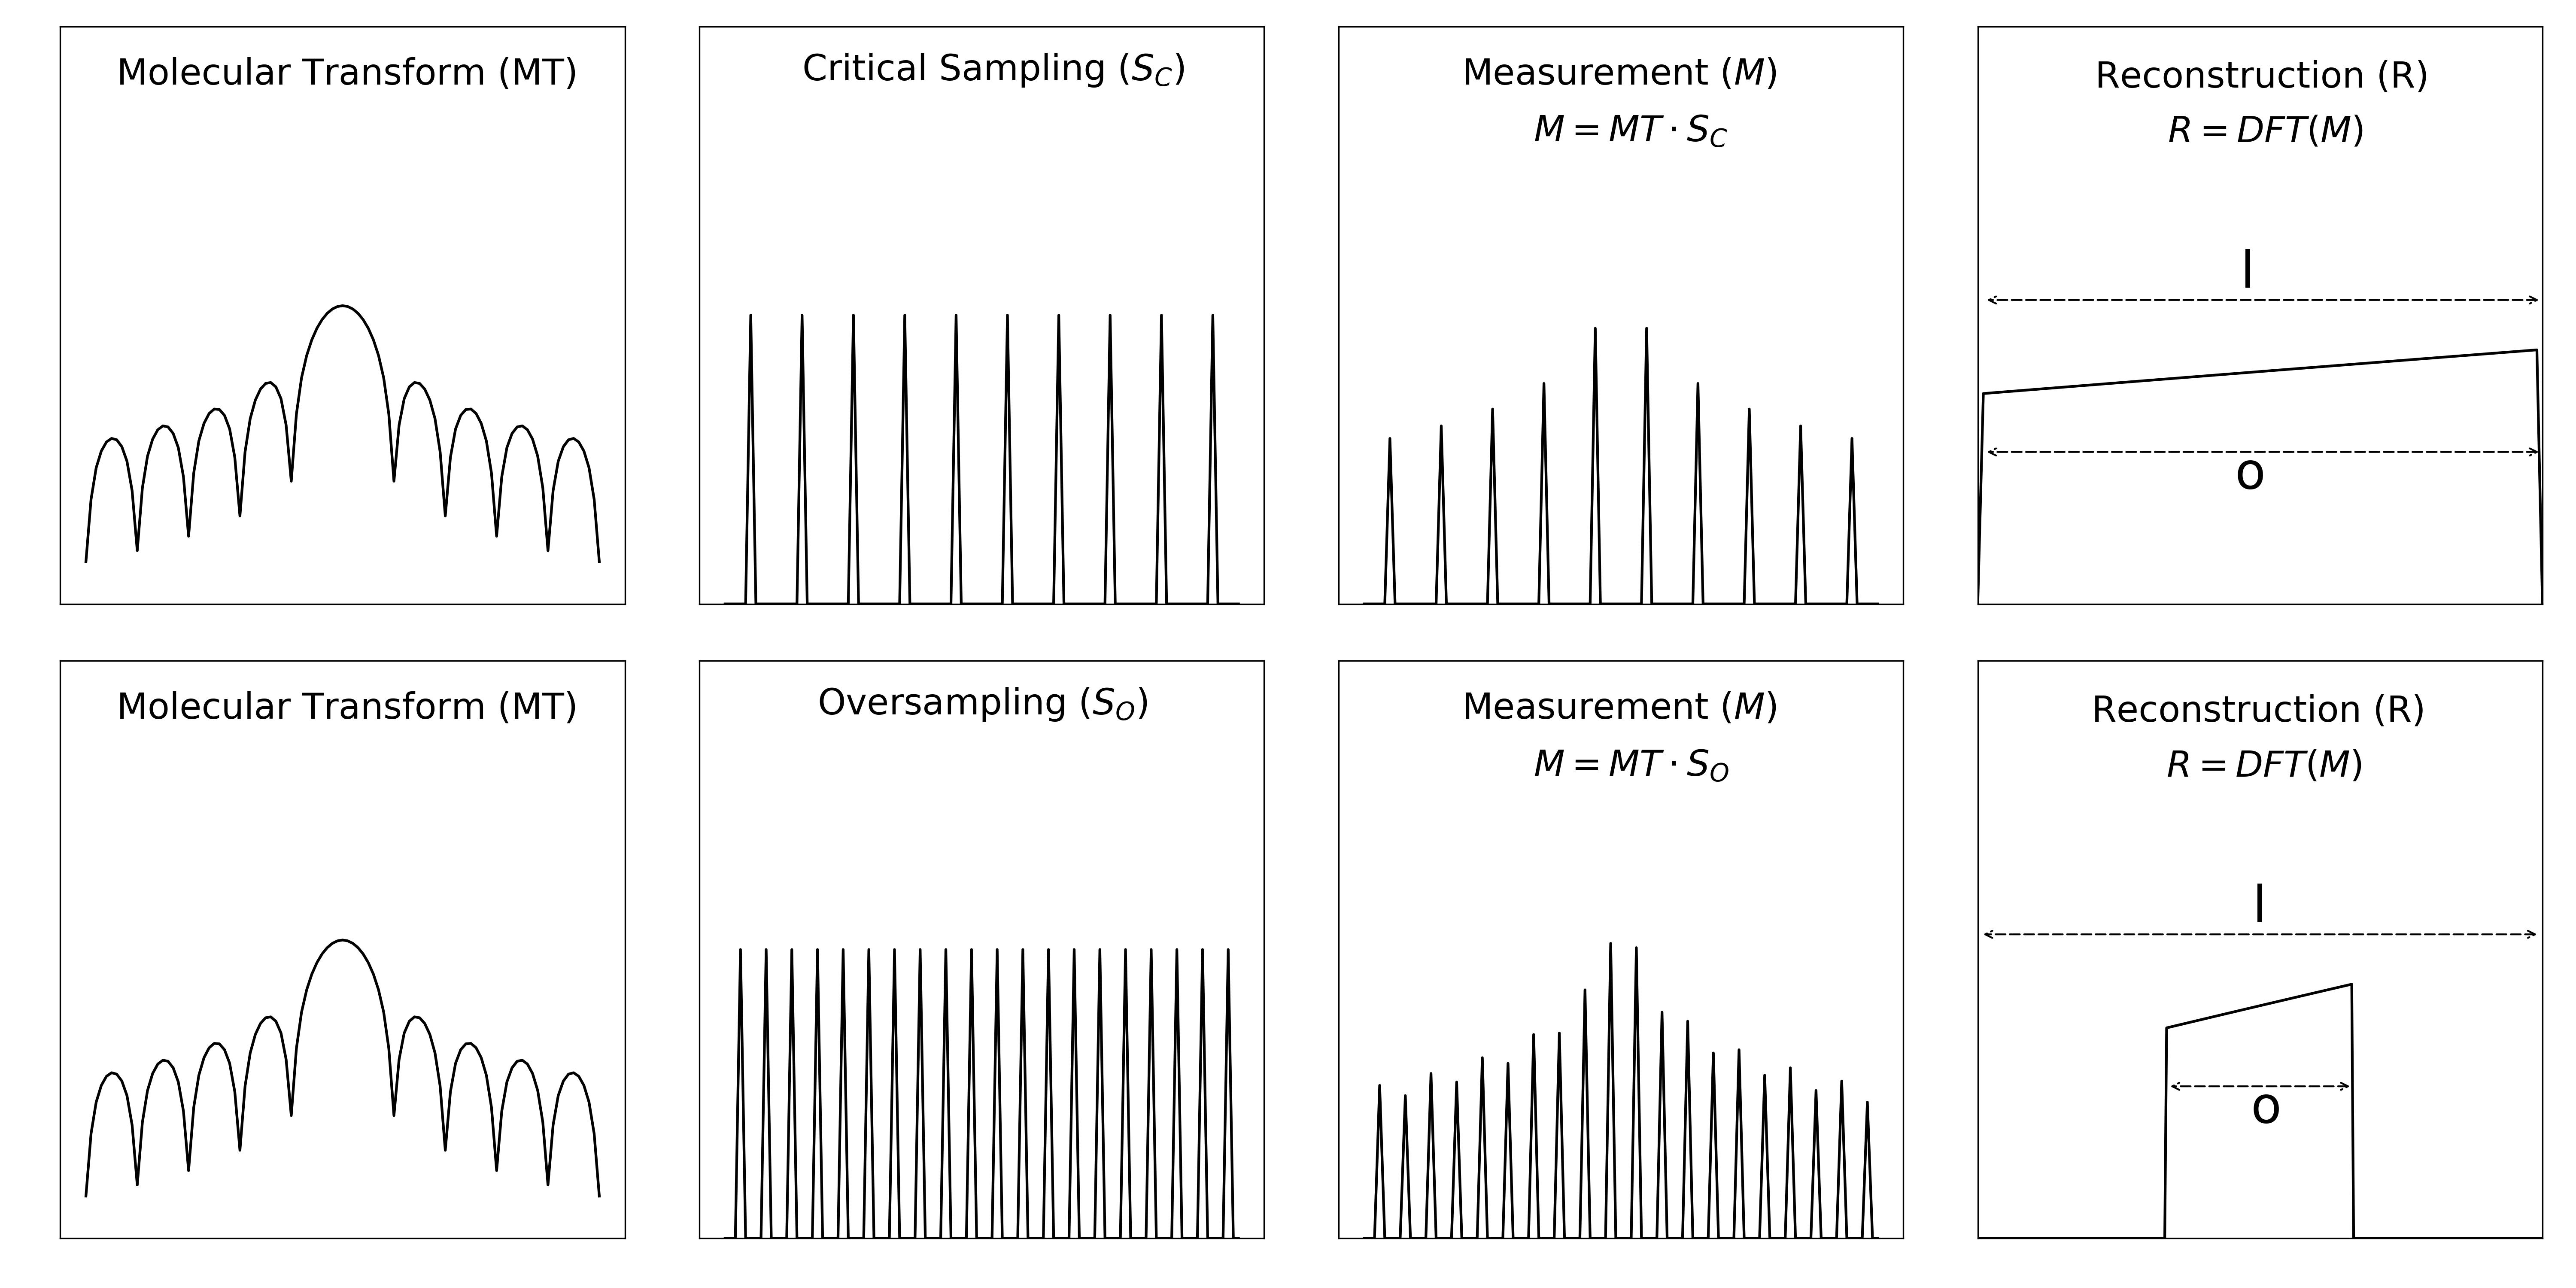 Molecular Transform (MT)
Critical Sampling (S_C)
Measurement (M)
M = MT · S_C
Reconstruction (R)
R = DFT(M)
I
O
Molecular Transform (MT)
Oversampling (S_O)
Measurement (M)
M = MT · S_O
Reconstruction (R)
R = DFT(M)
I
O